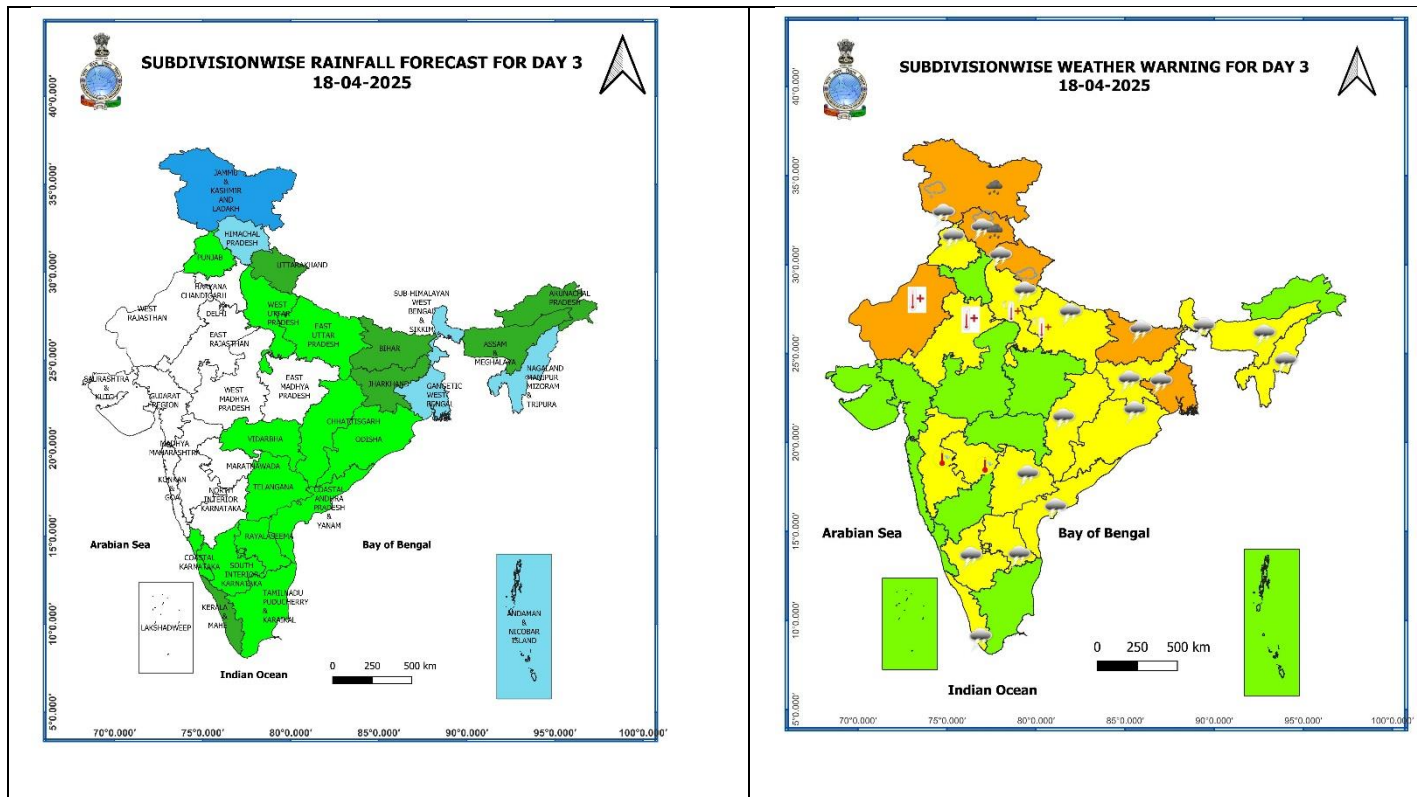 SUBDIVISIONWISE RAINFALL FORECAST FOR DAY 3
18-04-2025
40°0.000'
35°0.000'
30°0.000'
25°0.000'
20°0.000'
15°0.000'
10°0.000'
5°0.000'
JAMMU
&
KASHMIR
AND
LADAKH
HIMACHAL
PRADESH
PUNJAB
UTTARAKHAND
HARYANA
CHANDIGARH
&
DELHI
WEST
RAJASTHAN
EAST
RAJASTHAN
WEST
UTTAR
PRADESH
EAST
UTTAR
PRADESH
SUB HIMALAYAN
WEST
BENGAL
&
SIKKIM
ARUNACHAL
PRADESH
ASSAM
&
MEGHALAYA
NAGALAND
MANIPUR
MIZORAM
&
TRIPURA
BIHAR
JHARKHAND
GANGETIC
WEST
BENGAL
SAURASHTRA
&
KUTCH
GUJARAT
REGION
WEST
MADHYA
PRADESH
EAST
MADHYA
PRADESH
CHHATTISGARH
ODISHA
VIDARBHA
MADHYA
MAHARASHTRA
MARATHWADA
KONKAN
&
GOA
NORTH
INTERIOR
KARNATAKA
TELANGANA
COASTAL
ANDHRA
PRADESH
&
YANAM
RAYALASEEMA
COASTAL
KARNATAKA
SOUTH
INTERIOR
KARNATAKA
TAMILNADU
PUDUCHERRY
&
KARAIKAL
KERALA
&
MAHE
LAKSHADWEEP
ANDAMAN
&
NICOBAR
ISLAND
Arabian Sea
Bay of Bengal
Indian Ocean
0 250 500 km
70°0.000' 75°0.000' 80°0.000' 85°0.000' 90°0.000' 95°0.000' 100°0.000'
SUBDIVISIONWISE WEATHER WARNING FOR DAY 3
18-04-2025
40°0.000'
35°0.000'
30°0.000'
25°0.000'
20°0.000'
15°0.000'
10°0.000'
5°0.000'
Arabian Sea
Bay of Bengal
Indian Ocean
0 250 500 km
70°0.000' 75°0.000' 80°0.000' 85°0.000' 90°0.000' 95°0.000' 100°0.000'